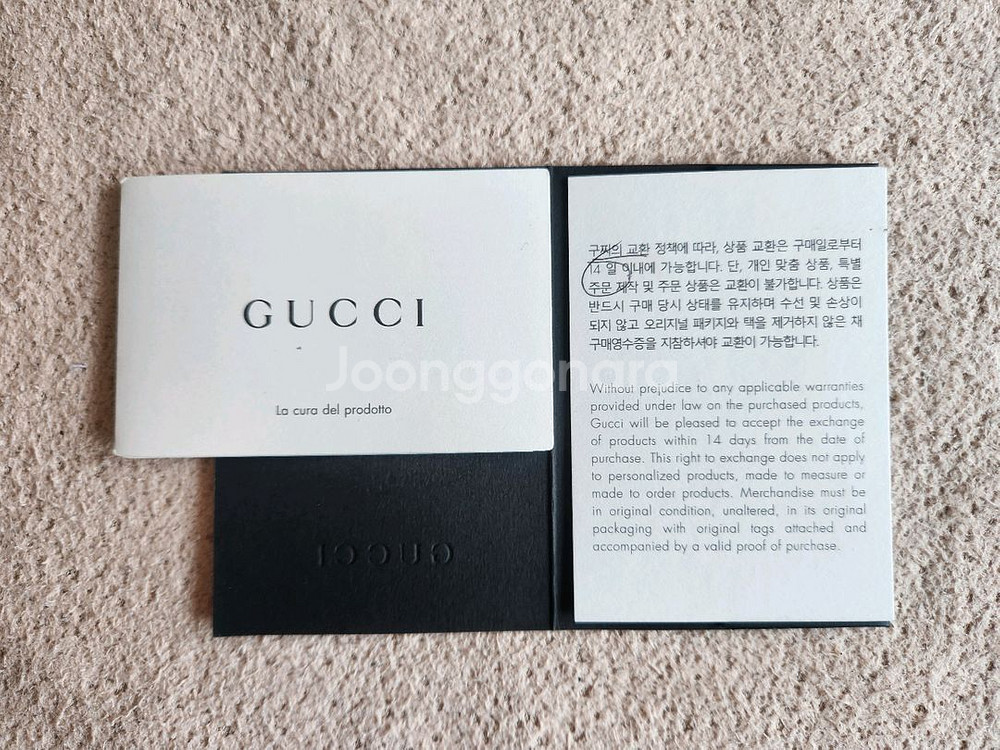 GUCCI
La cura del prodotto
GUCCI
구찌의 교환 정책에 따라, 상품 교환은 구매일로부터
14 일 이내에 가능합니다. 단, 개인 맞춤 상품, 특별
주문 제작 및 주문 상품은 교환이 불가합니다. 상품은
반드시 구매 당시 상태를 유지하며 수선 및 손상이
되지 않고 오리지널 패키지와 택을 제거하지 않은 채
구매영수증을 지참하셔야 교환이 가능합니다.
Without prejudice to any applicable warranties
provided under law on the purchased products,
Gucci will be pleased to accept the exchange
of products within 14 days from the date of
purchase. This right to exchange does not apply
to personalized products, made to measure or
made to order products. Merchandise must be
in original condition, unaltered, in its original
packaging with original tags attached and
accompanied by a valid proof of purchase.
Joonggonara